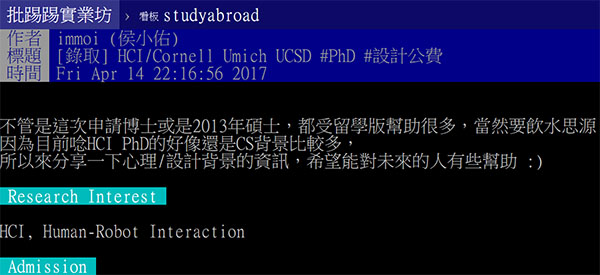 批踢踢實業坊 › 看板 studyabroad
作者 immoi (侯小佑)
標題 [錄取] HCI/Cornell Umich UCSD #PhD #設計公費
時間 Fri Apr 14 22:16:56 2017
不管是這次申請博士或是2013年碩士，都受留學版幫助很多，當然要飲水思源
因為目前唸HCI PhD的好像還是CS背景比較多，
所以來分享一下心理/設計背景的資訊，希望能對未來的人有些幫助 :)
Research Interest
HCI, Human-Robot Interaction
Admission